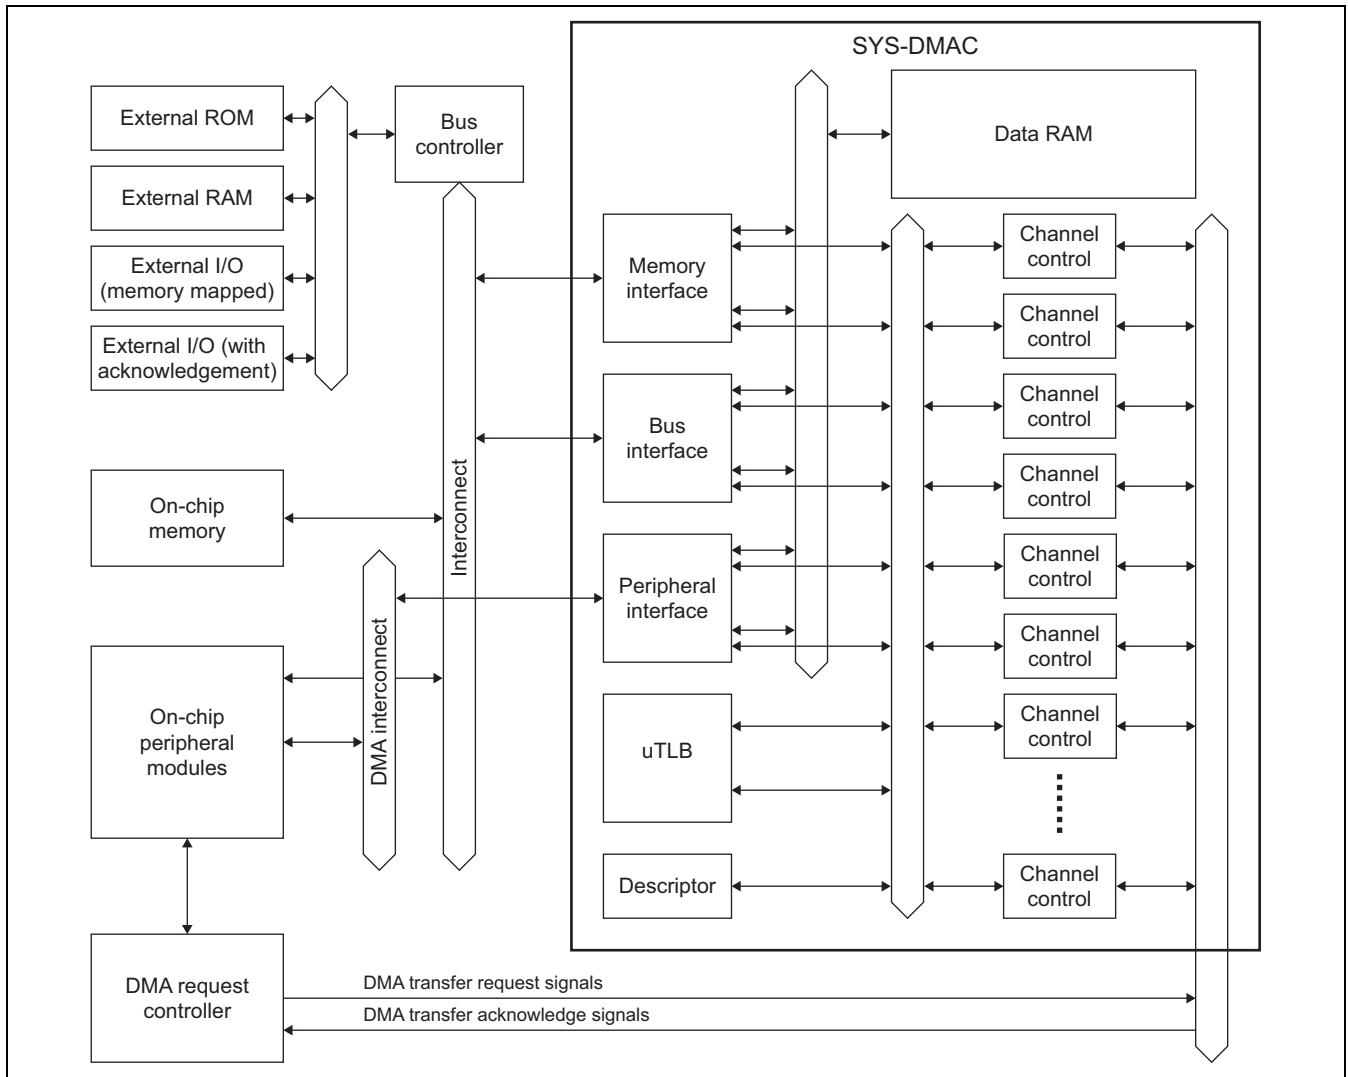 SYS-DMAC
External ROM
Bus
controller
Data RAM
External RAM
External I/O
(memory mapped)
External I/O (with
acknowledgement)
Memory
interface
Channel
control
Channel
control
Bus
interface
Channel
control
On-chip
memory
Interconnect
Channel
control
Peripheral
interface
Channel
control
On-chip
peripheral
modules
DMA interconnect
Channel
control
uTLB
Channel
control
Descriptor
Channel
control
DMA request
controller
DMA transfer request signals
DMA transfer acknowledge signals